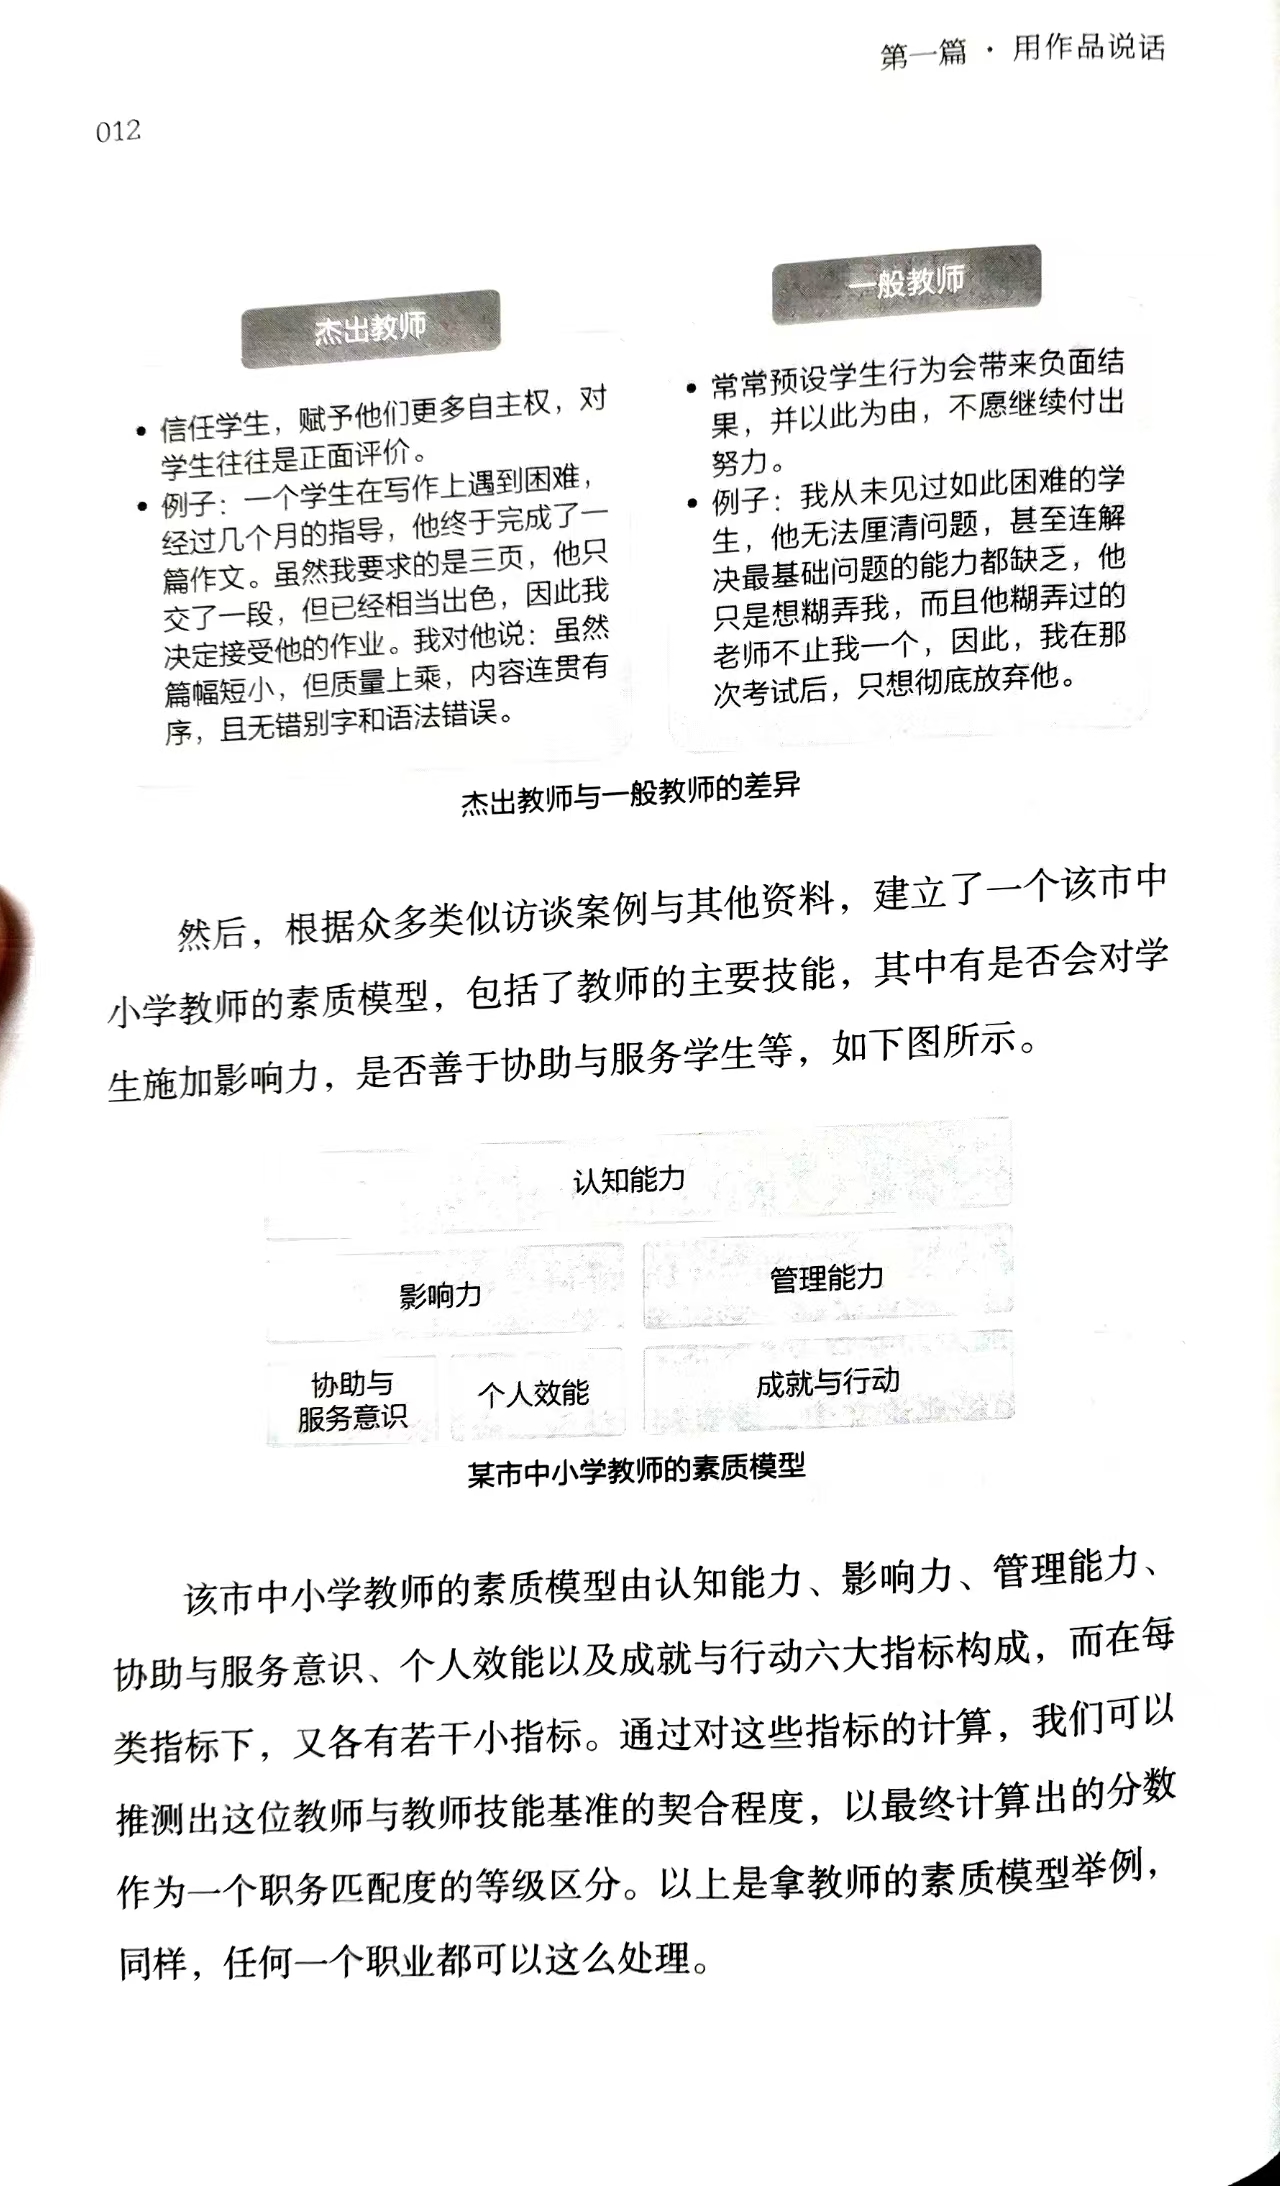 第一篇 · 用作品说话
012
杰出教师
• 信任学生，赋予他们更多自主权，对
学生往往是正面评价。
• 例子：一个学生在写作上遇到困难，
经过几个月的指导，他终于完成了一
篇作文。虽然我要求的是三页，他只
交了一段，但已经相当出色，因此我
决定接受他的作业。我对他说：虽然
篇幅短小，但质量上乘，内容连贯有
序，且无错别字和语法错误。
一般教师
• 常常预设学生行为会带来负面结
果，并以此为由，不愿继续付出
努力。
• 例子：我从未见过如此困难的学
生，他无法厘清问题，甚至连解
决最基础问题的能力都缺乏，他
只是想糊弄我，而且他糊弄过的
老师不止我一个，因此，我在那
次考试后，只想彻底放弃他。
杰出教师与一般教师的差异
然后，根据众多类似访谈案例与其他资料，建立了一个该市中
小学教师的素质模型，包括了教师的主要技能，其中有是否会对学
生施加影响力，是否善于协助与服务学生等，如下图所示。
认知能力
影响力
管理能力
协助与
服务意识
个人效能
成就与行动
某市中小学教师的素质模型
该市中小学教师的素质模型由认知能力、影响力、管理能力、
协助与服务意识、个人效能以及成就与行动六大指标构成，而在每
类指标下，又各有若干小指标。通过对这些指标的计算，我们可以
推测出这位教师与教师技能基准的契合程度，以最终计算出的分数
作为一个职务匹配度的等级区分。以上是拿教师的素质模型举例，
同样，任何一个职业都可以这么处理。